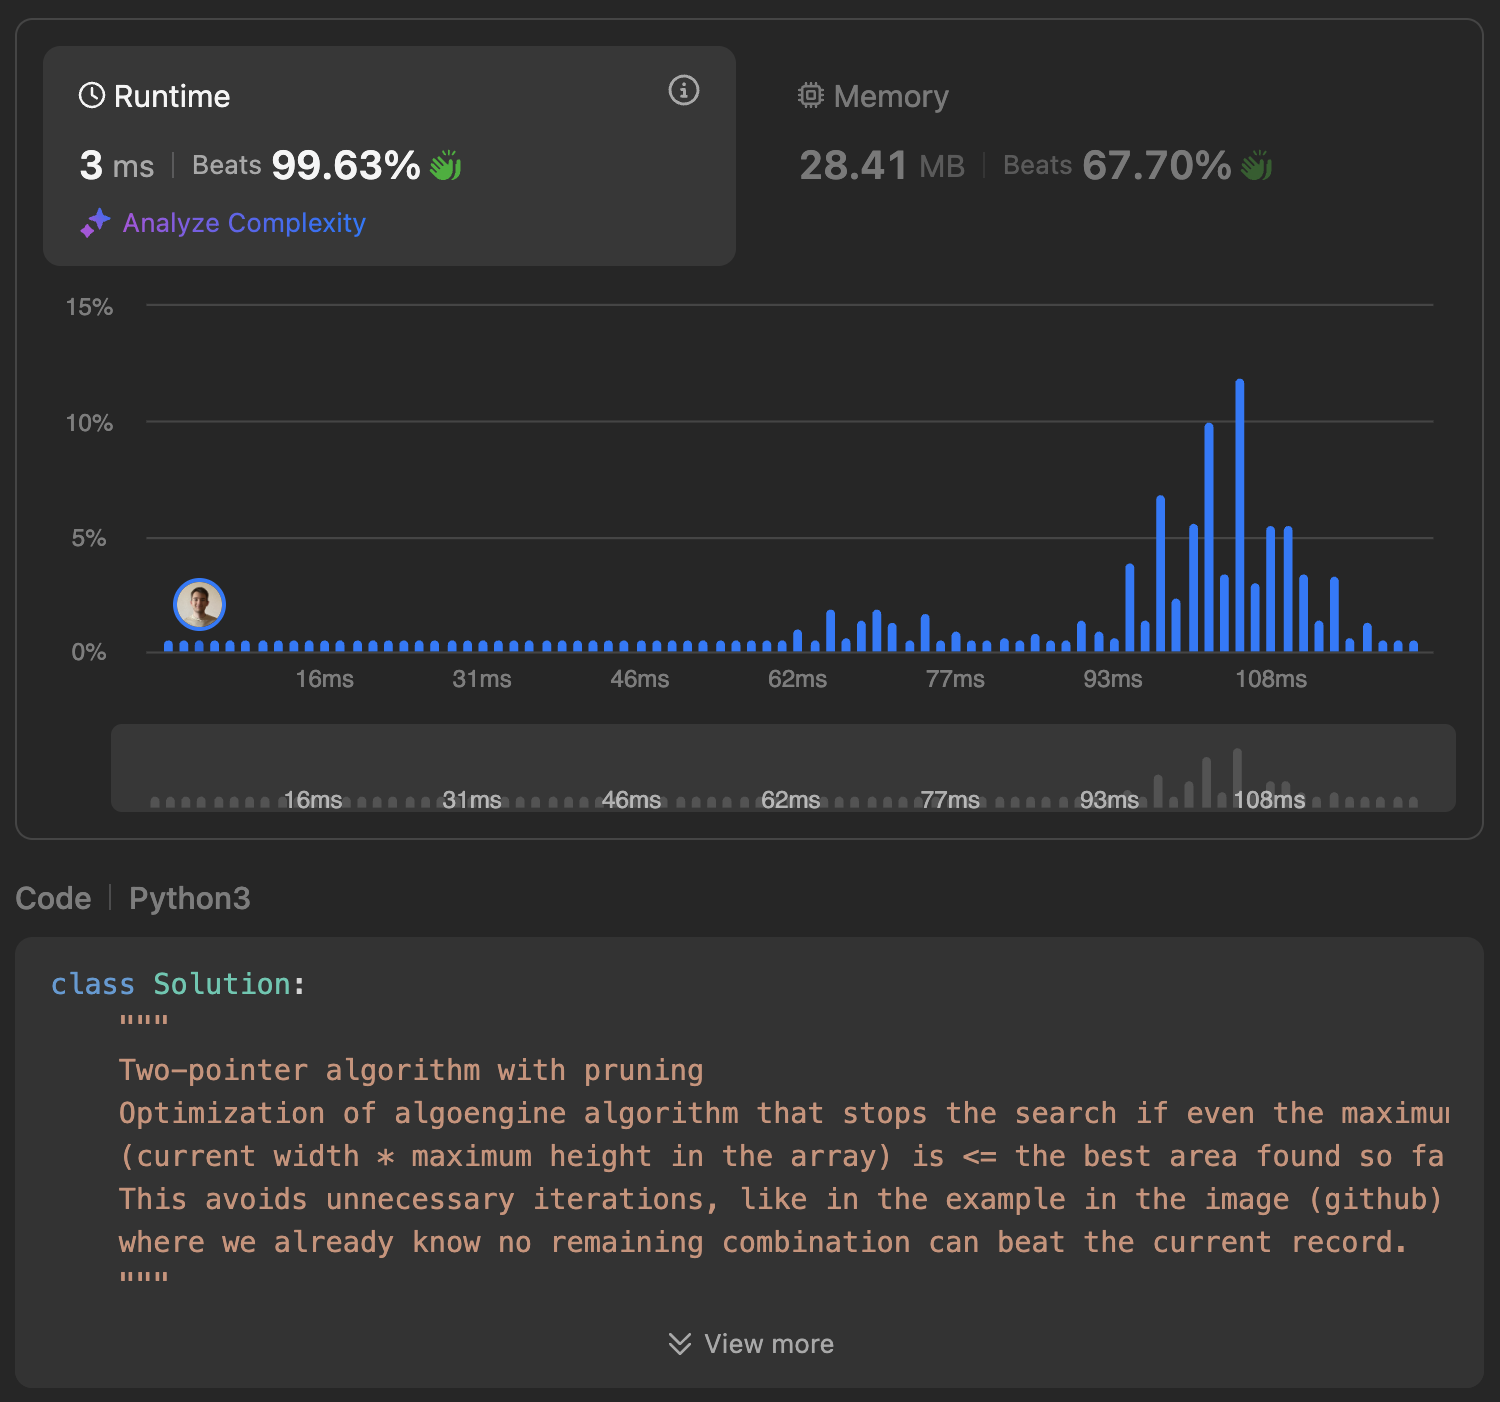 Runtime
3 ms | Beats 99.63%
Analyze Complexity
Memory
28.41 MB | Beats 67.70%
15%
10%
5%
0%
16ms 31ms 46ms 62ms 77ms 93ms 108ms
16ms 31ms 46ms 62ms 77ms 93ms 108ms
Code | Python3
class Solution:
"""
Two-pointer algorithm with pruning
Optimization of algoengine algorithm that stops the search if even the maximum
(current width * maximum height in the array) is <= the best area found so fa
This avoids unnecessary iterations, like in the example in the image (github)
where we already know no remaining combination can beat the current record.
"""
View more